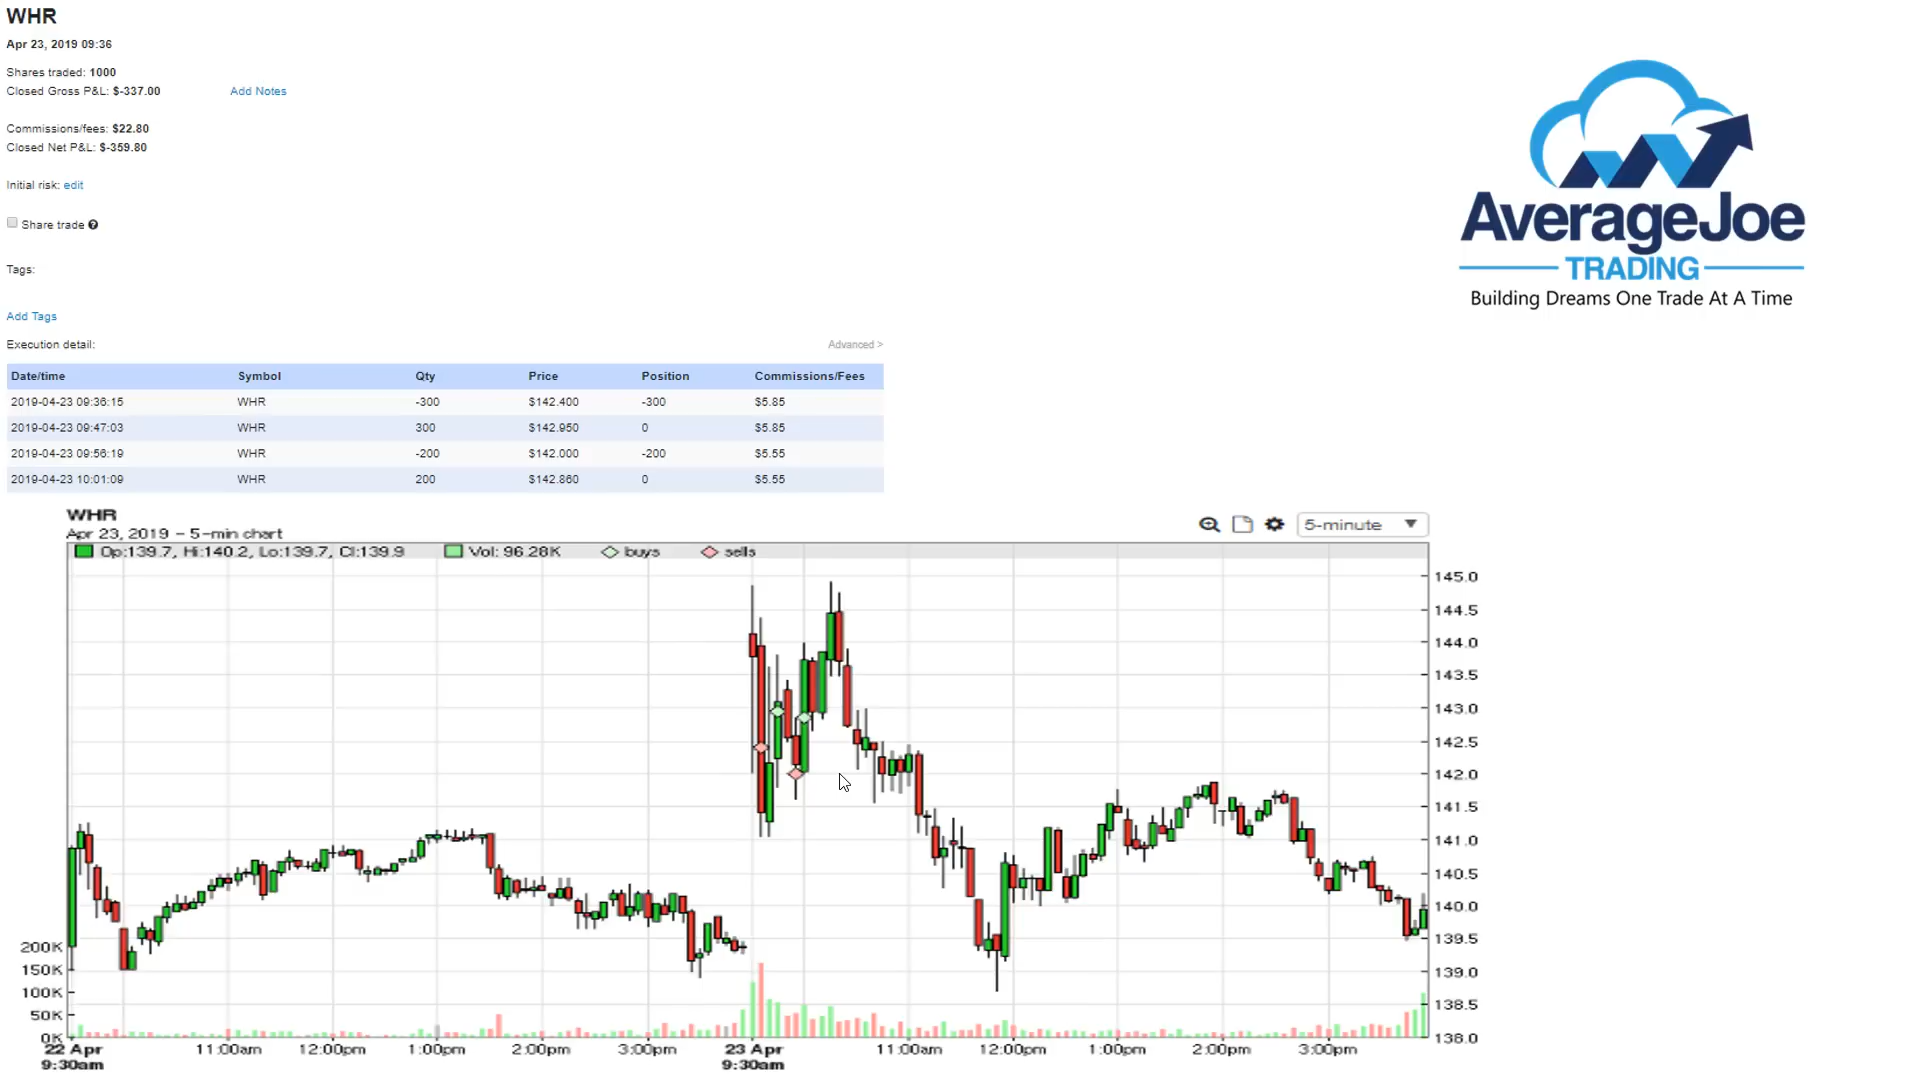 WHR
Apr 23, 2019 09:36
Shares traded: 1000
Closed Gross P&L: $-337.00
Add Notes
Commissions/fees: $22.80
Closed Net P&L: $-359.80
Initial risk: edit
Share trade
Tags:
Add Tags
Execution detail:
Advanced >
Date/time Symbol Qty Price Position Commissions/Fees
2019-04-23 09:36:15 WHR -300 $142.400 -300 $5.85
2019-04-23 09:47:03 WHR 300 $142.950 0 $5.85
2019-04-23 09:56:19 WHR -200 $142.000 -200 $5.55
2019-04-23 10:01:09 WHR 200 $142.860 0 $5.55
AverageJoe
TRADING
Building Dreams One Trade At A Time
WHR
Apr 23, 2019 - 5-min chart
5-minute
Op:139.7, Hi:140.2, Lo:139.7, Cl:139.9 Vol: 96.28K buys sells
145.0
144.5
144.0
143.5
143.0
142.5
142.0
141.5
141.0
140.5
140.0
139.5
139.0
138.5
138.0
200K
150K
100K
50K
0K
22 Apr 11:00am 12:00pm 1:00pm 2:00pm 3:00pm 23 Apr 11:00am 12:00pm 1:00pm 2:00pm 3:00pm
9:30am 9:30am